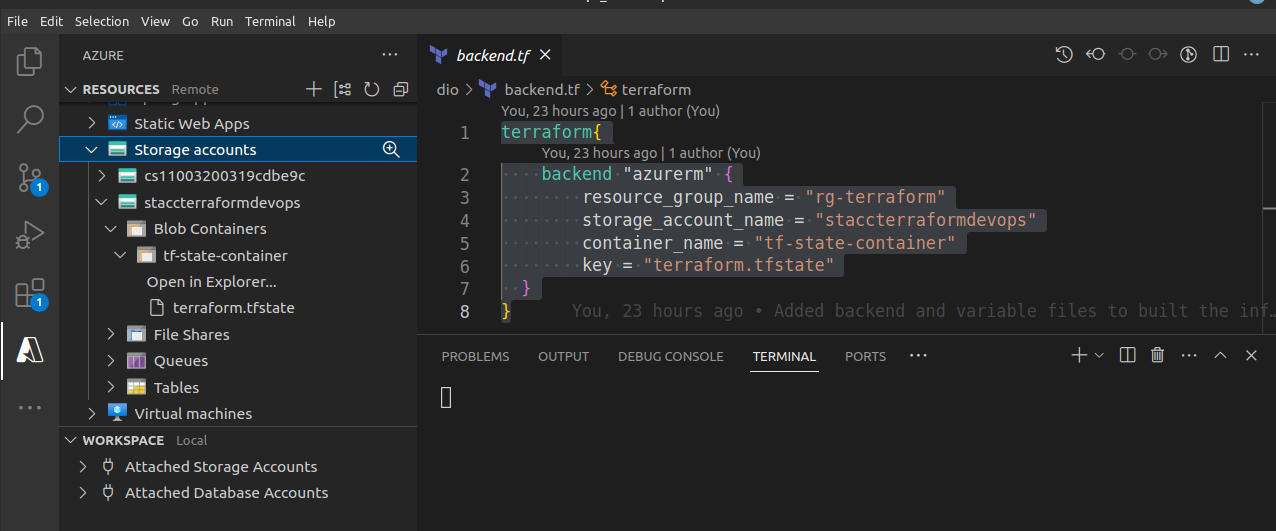 File Edit Selection View Go Run Terminal Help
AZURE
RESOURCES Remote
Static Web Apps
Storage accounts
cs11003200319cdbe9c
staccterraformdevops
Blob Containers
tf-state-container
Open in Explorer...
terraform.tfstate
File Shares
Queues
Tables
Virtual machines
WORKSPACE Local
Attached Storage Accounts
Attached Database Accounts
1
1
backend.tf
dio > backend.tf > terraform
You, 23 hours ago | 1 author (You)
1 terraform{
You, 23 hours ago | 1 author (You)
2 backend "azurerm" {
3 resource_group_name = "rg-terraform"
4 storage_account_name = "staccterraformdevops"
5 container_name = "tf-state-container"
6 key = "terraform.tfstate"
7 }
8 } You, 23 hours ago • Added backend and variable files to built the inf…
PROBLEMS OUTPUT DEBUG CONSOLE TERMINAL PORTS